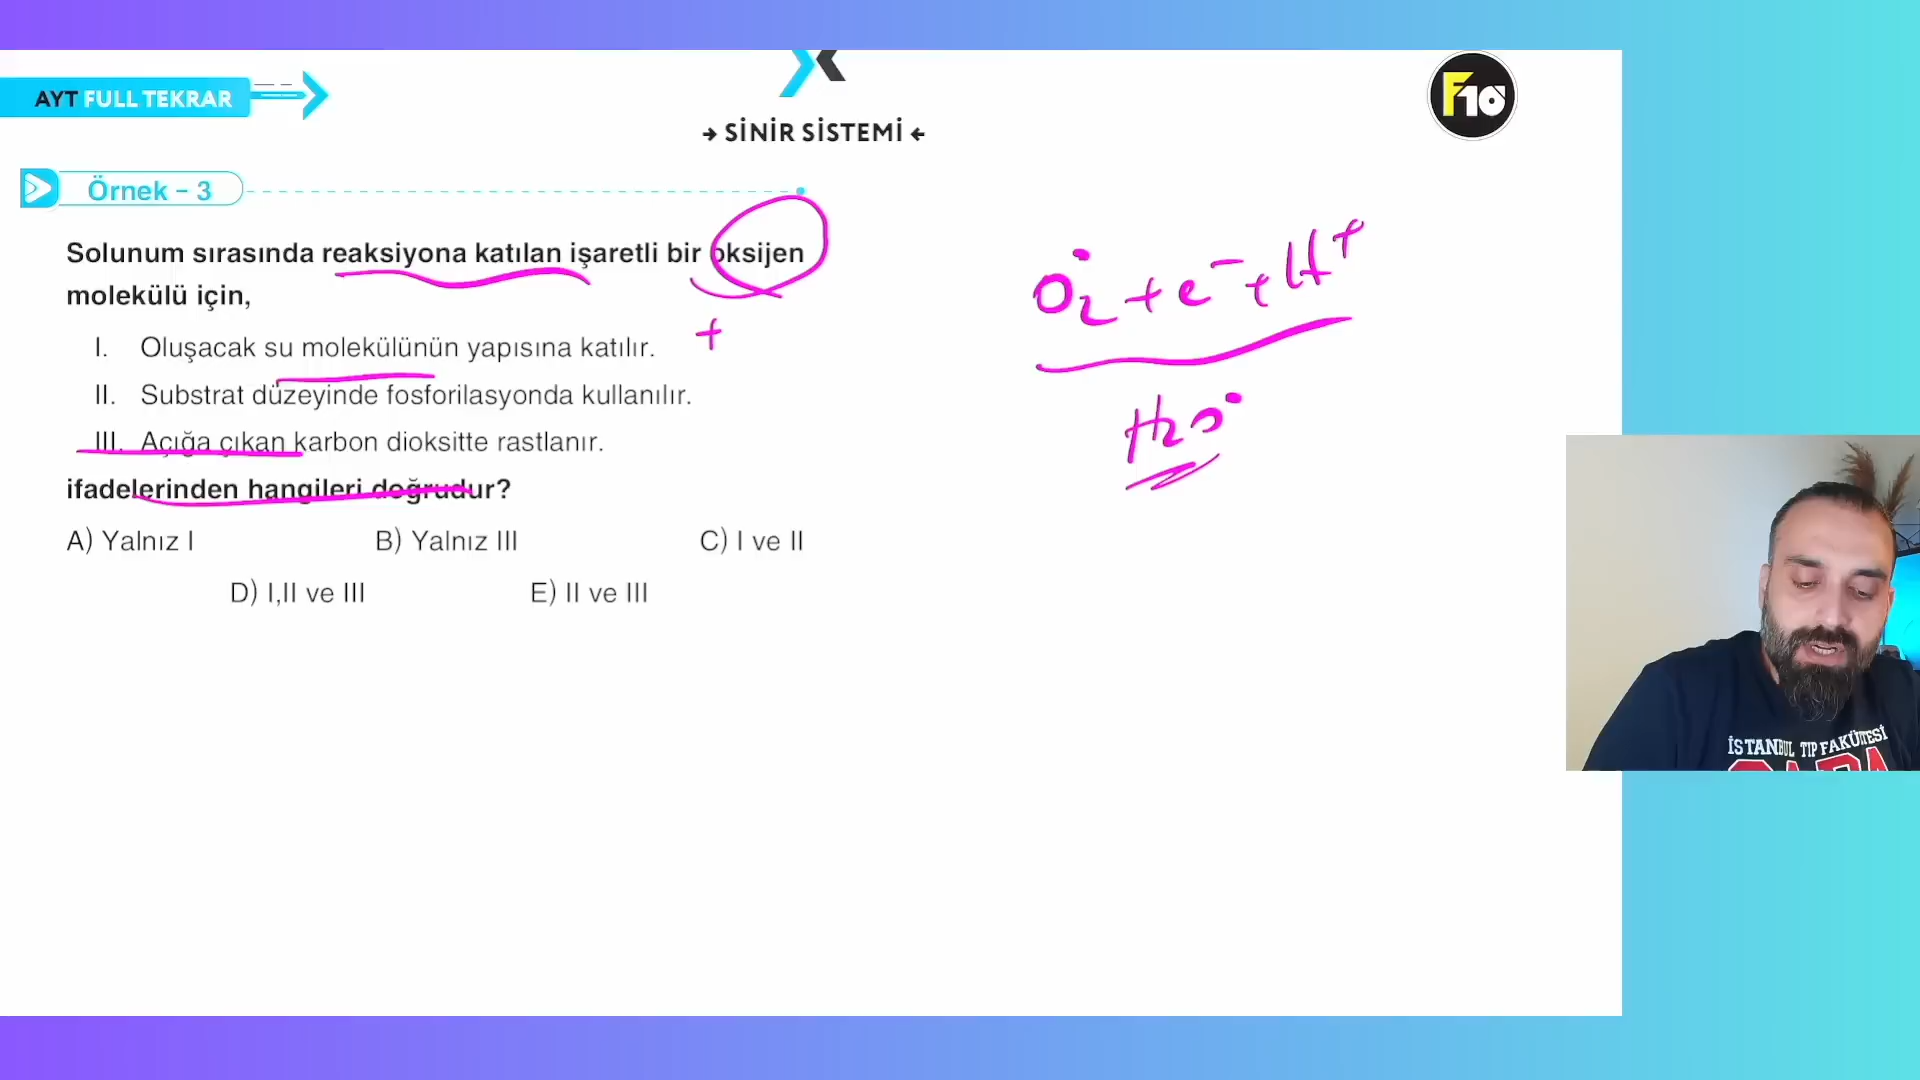 AYT FULL TEKRAR
F10
→ SİNİR SİSTEMİ ←
Örnek – 3
Solunum sırasında reaksiyona katılan işaretli bir oksijen
molekülü için,
I. Oluşacak su molekülünün yapısına katılır.
II. Substrat düzeyinde fosforilasyonda kullanılır.
III. Açığa çıkan karbon dioksitte rastlanır.
ifadelerinden hangileri doğrudur?
A) Yalnız I B) Yalnız III C) I ve II
D) I,II ve III E) II ve III
+
O₂ + e⁻ + H⁺
H₂O
İSTANBUL TIP FAKÜLTESİ